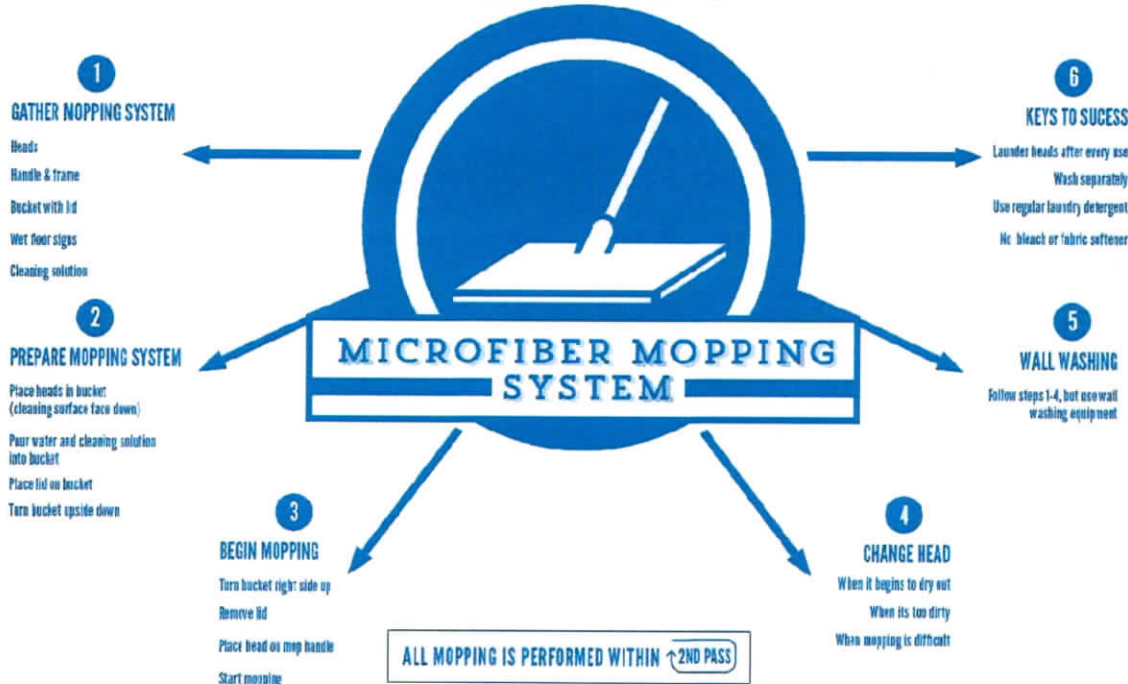 1
GATHER MOPPING SYSTEM
Heads
Handle & frame
Bucket with lid
Wet floor signs
Cleaning solution
2
PREPARE MOPPING SYSTEM
Place heads in bucket
(cleaning surface face down)
Pour water and cleaning solution
into bucket
Place lid on bucket
Turn bucket upside down
3
BEGIN MOPPING
Turn bucket right side up
Remove lid
Place head on mop handle
Start mopping
MICROFIBER MOPPING
SYSTEM
4
CHANGE HEAD
When it begins to dry out
When its too dirty
When mopping is difficult
5
WALL WASHING
Follow steps 1-4, but use wall
washing equipment
6
KEYS TO SUCESS
Launder heads after every use
Wash separately
Use regular laundry detergent
No bleach or fabric softener
ALL MOPPING IS PERFORMED WITHIN 2ND PASS